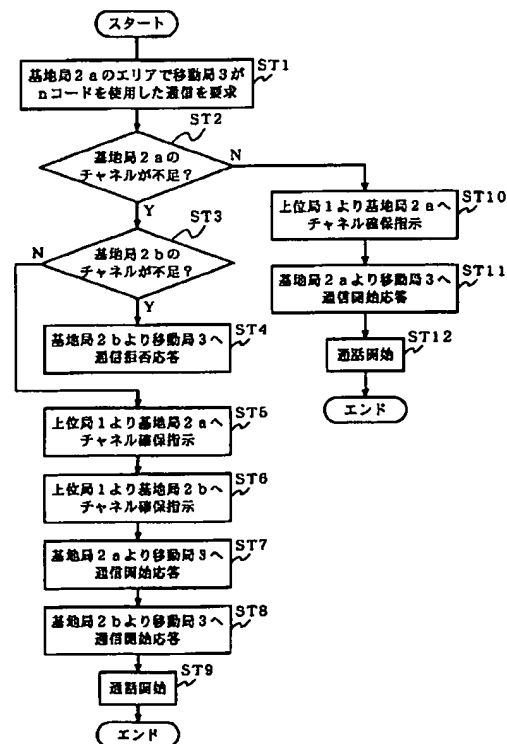 スタート
基地局2aのエリアで移動局3が
nコードを使用した通信を要求
ST1
ST2
基地局2aの
チャネルが不足?
N
Y
ST3
N
基地局2bの
チャネルが不足?
Y
基地局2bより移動局3へ
通信拒否応答
ST4
上位局1より基地局2aへ
チャネル確保指示
ST5
上位局1より基地局2bへ
チャネル確保指示
ST6
基地局2aより移動局3へ
通信開始応答
ST7
基地局2bより移動局3へ
通信開始応答
ST8
通話開始
ST9
エンド
上位局1より基地局2aへ
チャネル確保指示
ST10
基地局2aより移動局3へ
通信開始応答
ST11
通話開始
ST12
エンド